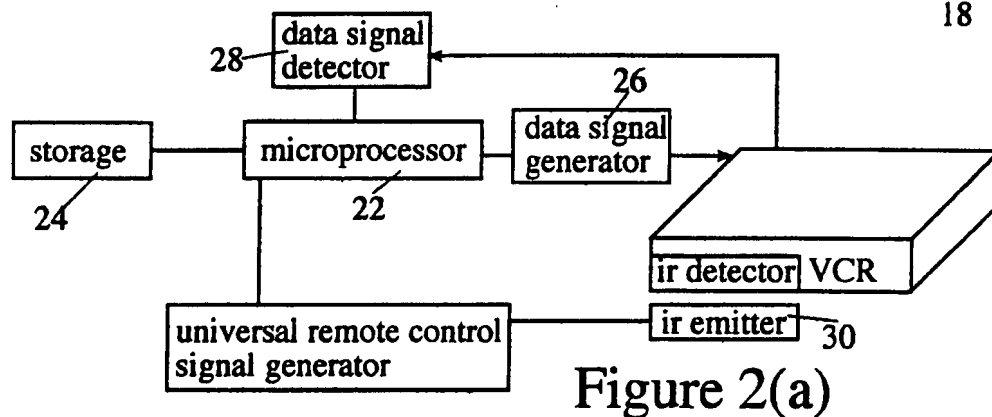 18
data signal
detector
28
26
data signal
generator
storage
microprocessor
24
22
ir detector
VCR
universal remote control
signal generator
ir emitter
30
Figure 2(a)